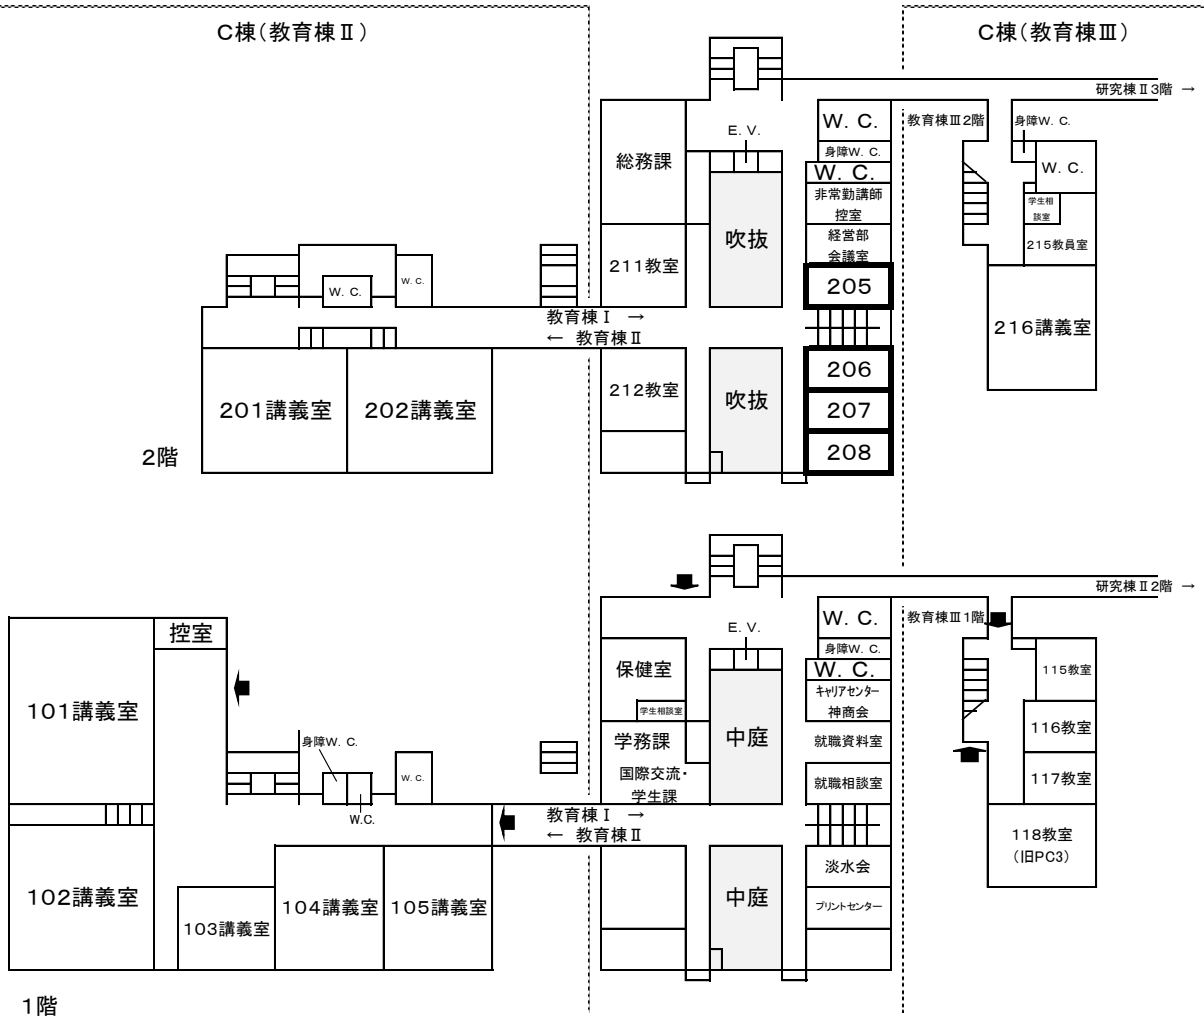 C棟(教育棟Ⅱ)
C棟(教育棟Ⅲ)
研究棟Ⅱ3階 →
W. C.
教育棟Ⅲ2階
身障W. C.
E. V.
身障W. C.
総務課
W. C.
W. C.
非常勤講師
控室
学生相
談室
吹抜
経営部
会議室
215教員室
211教室
W. C.
W. C.
205
教育棟Ⅰ →
← 教育棟Ⅱ
216講義室
206
212教室
吹抜
201講義室
202講義室
207
208
2階
研究棟Ⅱ2階 →
W. C.
教育棟Ⅲ1階
E. V.
控室
身障W. C.
保健室
W. C.
115教室
キャリアセンター
神商会
101講義室
学生相談室
116教室
学務課
中庭
就職資料室
身障W. C.
国際交流・
学生課
W. C.
就職相談室
117教室
W.C.
教育棟Ⅰ →
← 教育棟Ⅱ
118教室
(旧PC3)
淡水会
102講義室
104講義室
105講義室
中庭
プリントセンター
103講義室
1階